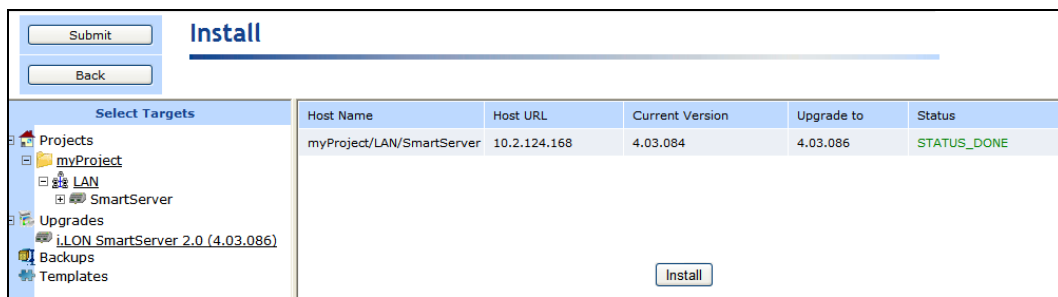 Submit
Install
Back
Select Targets
Projects
myProject
LAN
SmartServer
Upgrades
i.LON SmartServer 2.0 (4.03.086)
Backups
Templates
Host Name Host URL Current Version Upgrade to Status
myProject/LAN/SmartServer 10.2.124.168 4.03.084 4.03.086 STATUS_DONE
Install